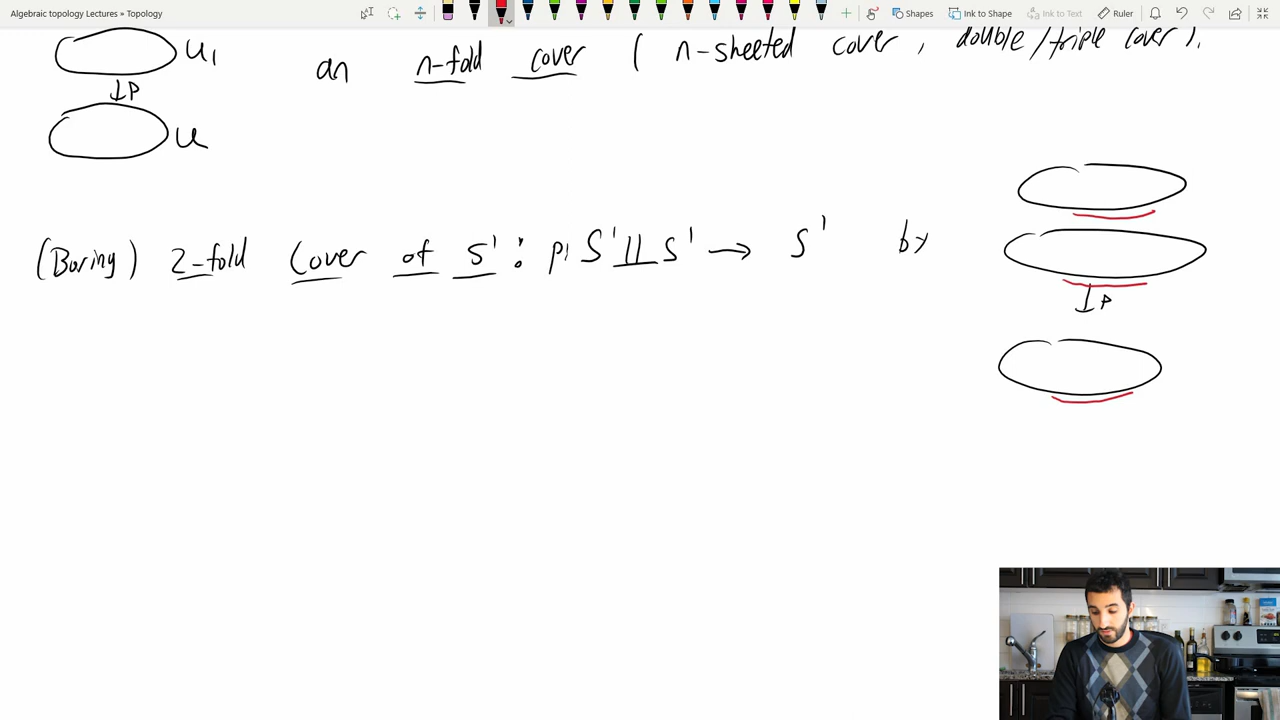 Algebraic topology Lectures » Topology
Shapes
Ink to Shape
Ink to Text
Ruler
U1
an n-fold cover ( n-sheeted cover, double/triple cover).
↓P
U
(Boring) 2-fold Cover of S¹ : p: S¹ ⨿ S¹ → S¹ by
↓P